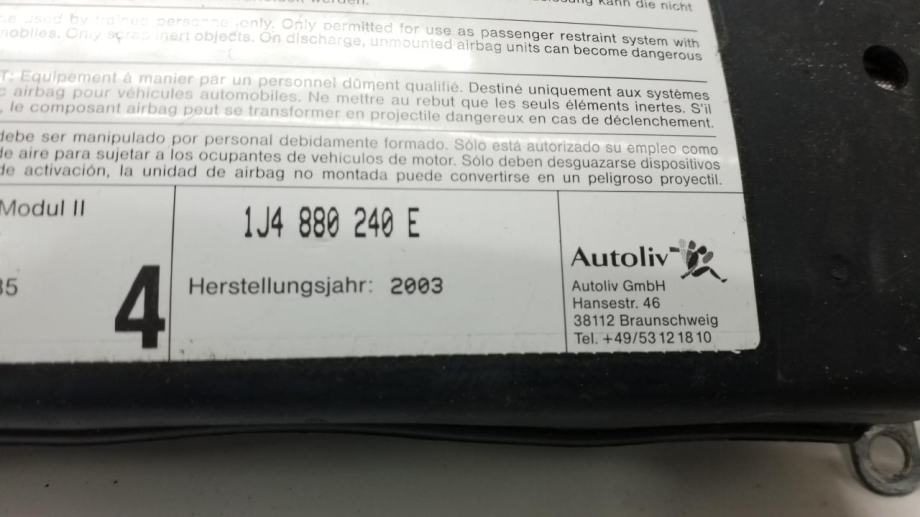 kann die nicht
used by trained personne only. Only permitted for use as passenger restraint system with
mobiles. Only scrap inert objects. On discharge, unmounted airbag units can become dangerous
T: Equipement à manier par un personnel dûment qualifié. Destiné uniquement aux systèmes
airbag pour véhicules automobiles. Ne mettre au rebut que les seuls éléments inertes. S'il
, le composant airbag peut se transformer en projectile dangereux en cas de déclenchement.
debe ser manipulado por personal debidamente formado. Sólo está autorizado su empleo como
de aire para sujetar a los ocupantes de vehiculos de motor. Sólo deben desguazarse dispositivos
de activación, la unidad de airbag no montada puede convertirse en un peligroso proyectil.
Modul II
1J4 880 240 E
35
4
Herstellungsjahr: 2003
Autoliv
Autoliv GmbH
Hansestr. 46
38112 Braunschweig
Tel. +49/53 12 18 10